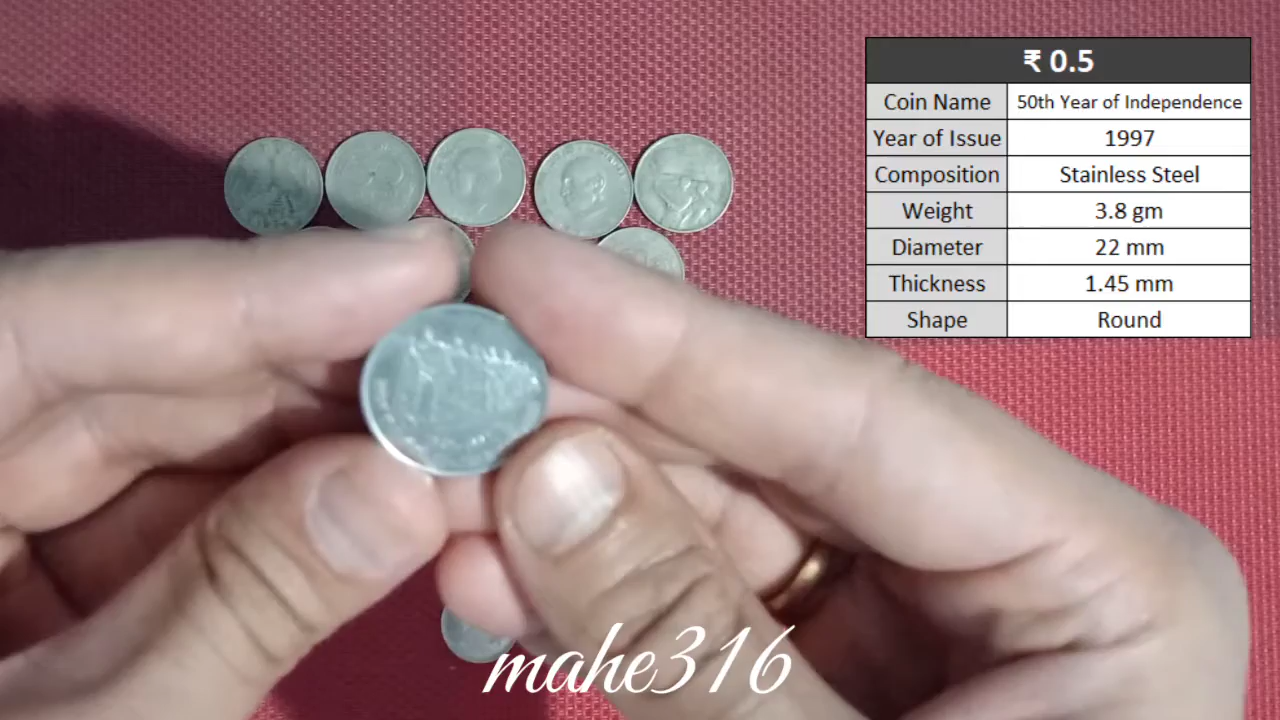 ₹ 0.5
Coin Name 50th Year of Independence
Year of Issue 1997
Composition Stainless Steel
Weight 3.8 gm
Diameter 22 mm
Thickness 1.45 mm
Shape Round
mahe316